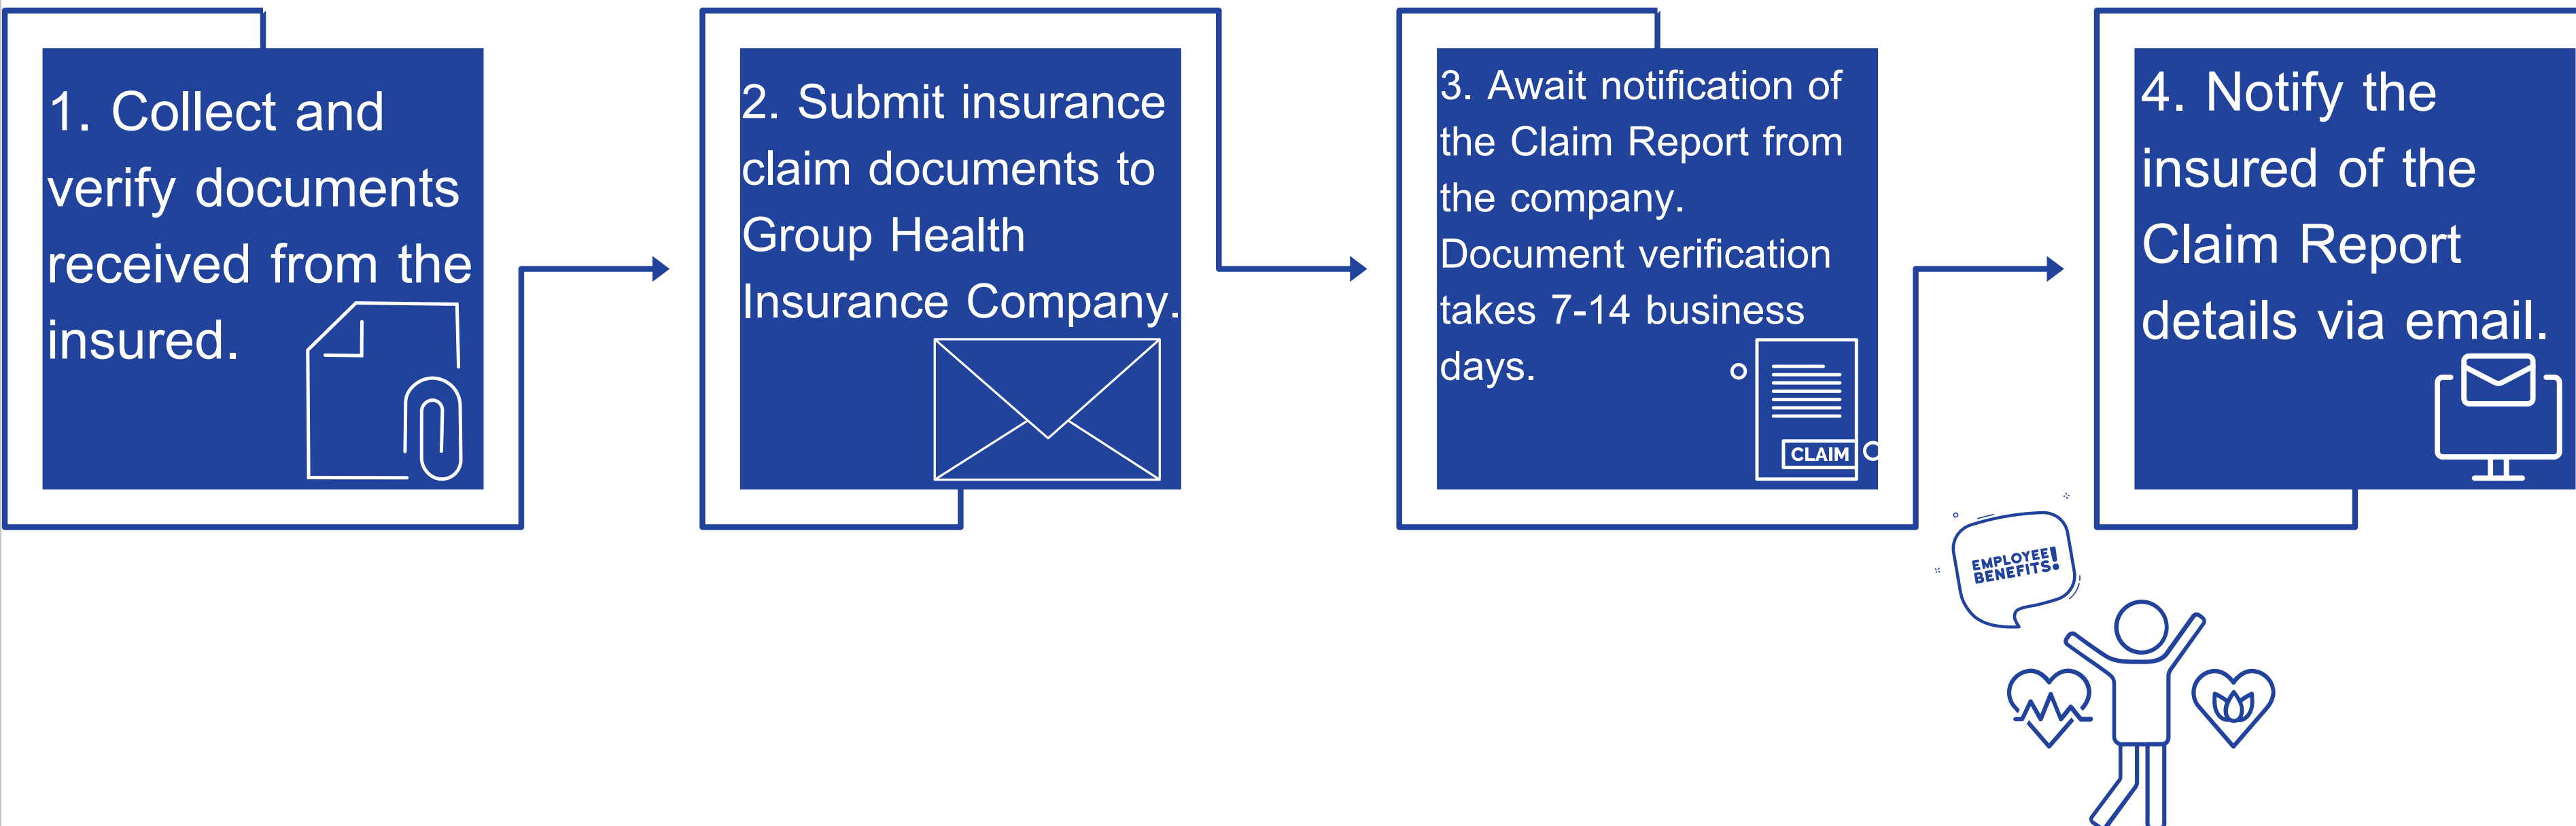 1. Collect and
verify documents
received from the
insured.
2. Submit insurance
claim documents to
Group Health
Insurance Company.
3. Await notification of
the Claim Report from
the company.
Document verification
takes 7-14 business
days.
CLAIM
4. Notify the
insured of the
Claim Report
details via email.
EMPLOYEE
BENEFITS!